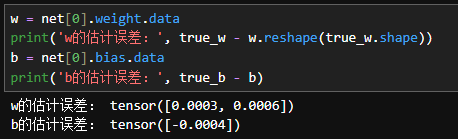 w = net[0].weight.data
print('w的估计误差：', true_w - w.reshape(true_w.shape))
b = net[0].bias.data
print('b的估计误差：', true_b - b)
w的估计误差： tensor([0.0003, 0.0006])
b的估计误差： tensor([-0.0004])